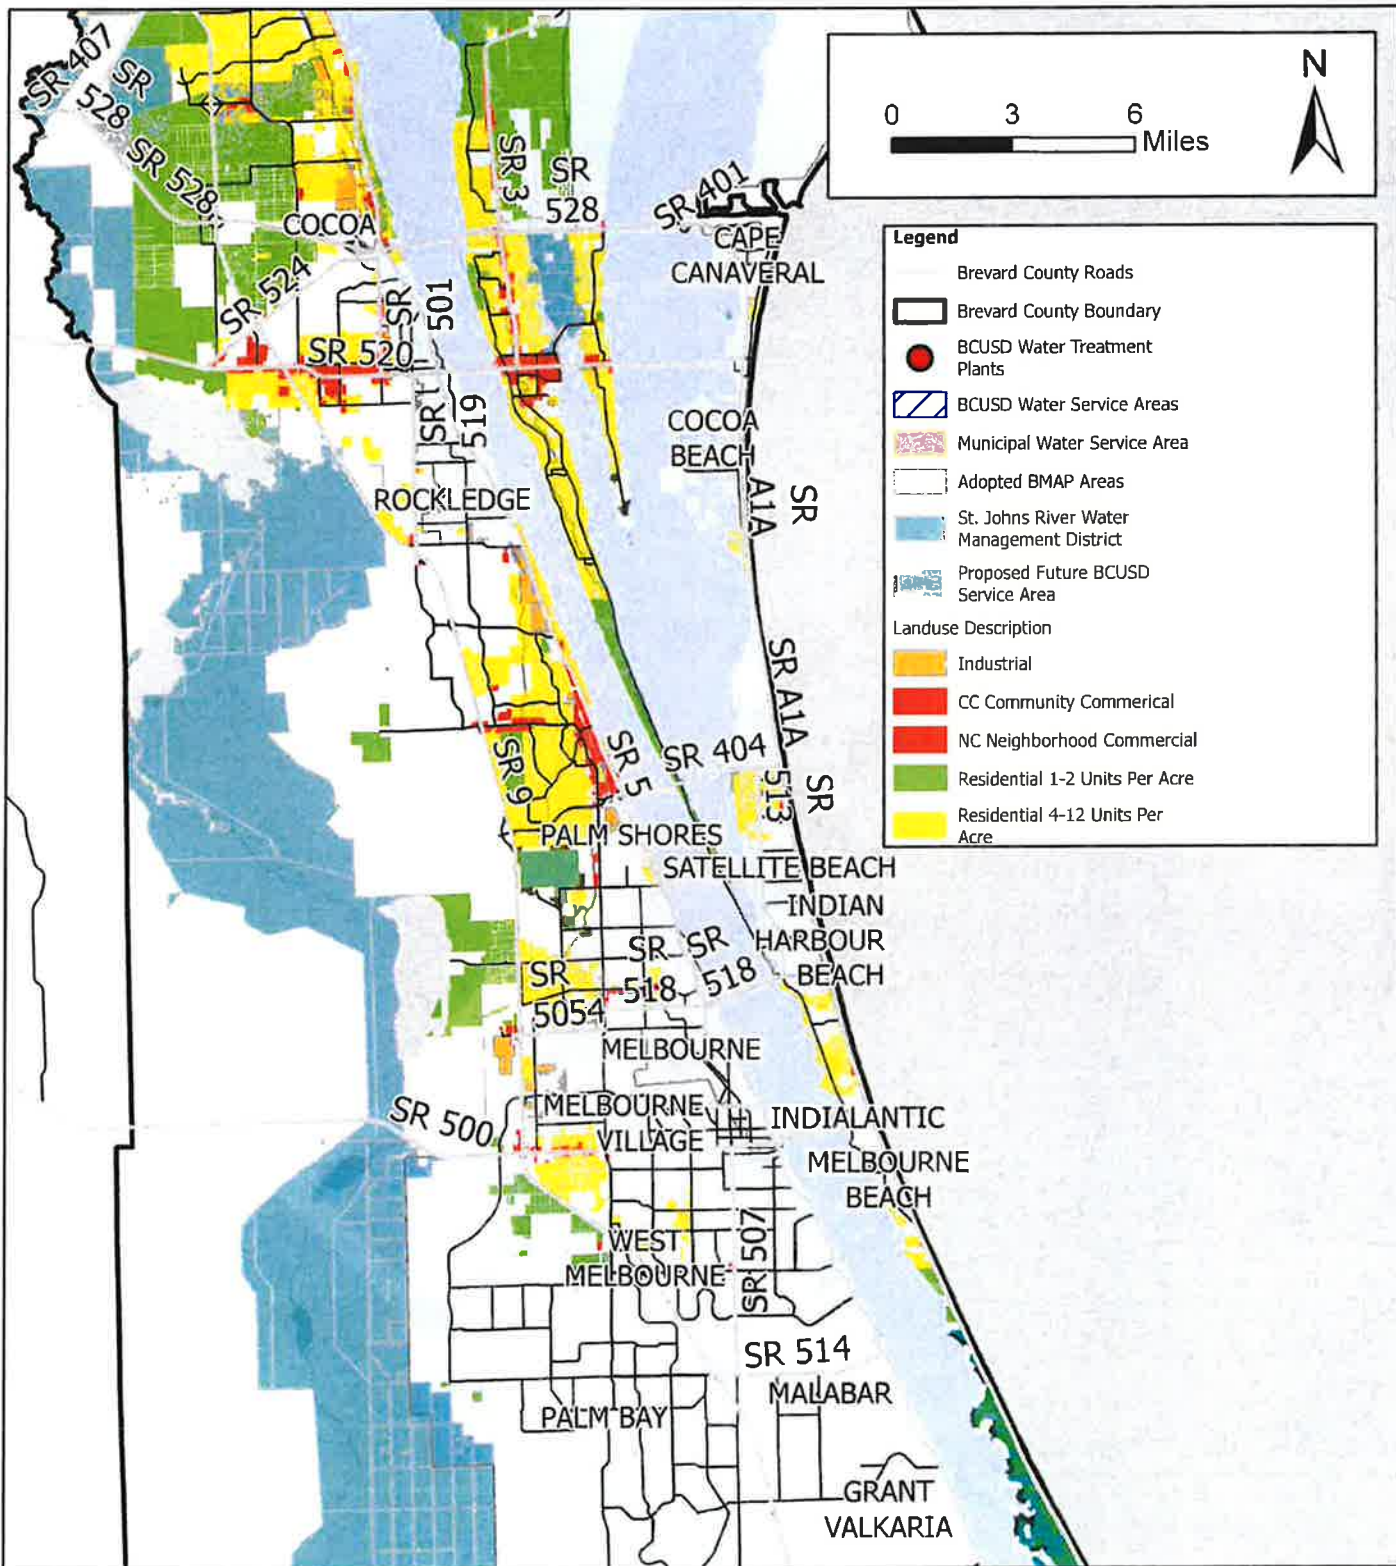 SR 407
SR
528
SR 528
COCOA
SR 524
SR
501
SR 520
SR 1
519
ROCKLEDGE
SR 3
SR
528
SR 401
CAPE
CANAVERAL
COCOA
BEACH
SR
A1A
SR A1A
SR 404
SR
513
SR 9
SR 5
PALM SHORES
SATELLITE BEACH
INDIAN
HARBOUR
BEACH
SR
518
SR
518
SR
5054
MELBOURNE
MELBOURNE
VILLAGE
SR 500
INDIALANTIC
MELBOURNE
BEACH
WEST
MELBOURNE
SR 507
SR 514
MALABAR
PALM BAY
GRANT
VALKARIA
0 3 6
Miles
N
Legend
Brevard County Roads
Brevard County Boundary
BCUSD Water Treatment
Plants
BCUSD Water Service Areas
Municipal Water Service Area
Adopted BMAP Areas
St. Johns River Water
Management District
Proposed Future BCUSD
Service Area
Landuse Description
Industrial
CC Community Commerical
NC Neighborhood Commercial
Residential 1-2 Units Per Acre
Residential 4-12 Units Per
Acre